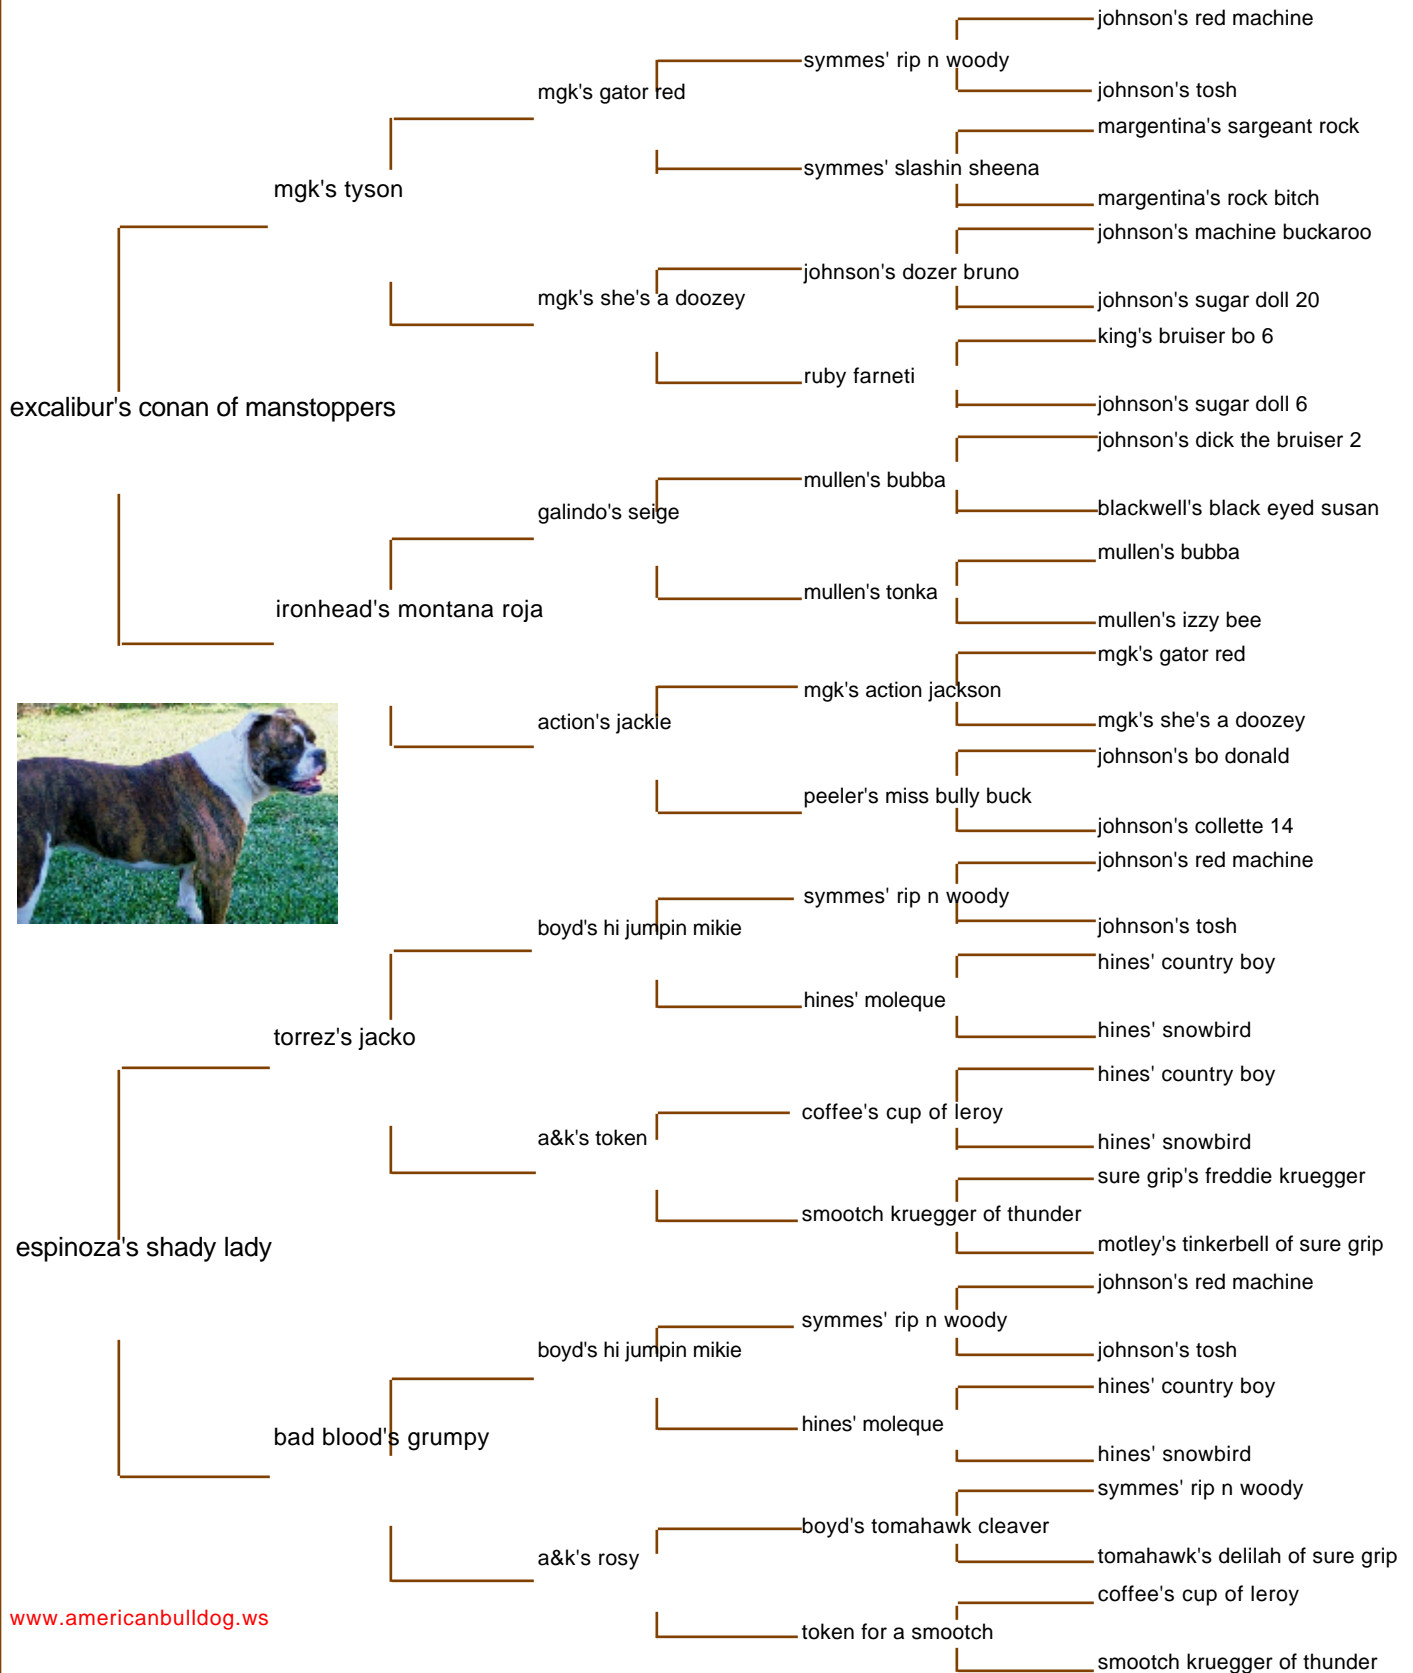 johnson's red machine
symmes' rip n woody
mgk's gator red
johnson's tosh
margentina's sargeant rock
symmes' slashin sheena
mgk's tyson
margentina's rock bitch
johnson's machine buckaroo
johnson's dozer bruno
mgk's she's a doozey
johnson's sugar doll 20
king's bruiser bo 6
ruby farneti
johnson's sugar doll 6
excalibur's conan of manstoppers
johnson's dick the bruiser 2
mullen's bubba
galindo's seige
blackwell's black eyed susan
mullen's bubba
mullen's tonka
ironhead's montana roja
mullen's izzy bee
mgk's gator red
mgk's action jackson
action's jackie
mgk's she's a doozey
johnson's bo donald
peeler's miss bully buck
johnson's collette 14
johnson's red machine
symmes' rip n woody
boyd's hi jumpin mikie
johnson's tosh
hines' country boy
hines' moleque
torrez's jacko
hines' snowbird
hines' country boy
coffee's cup of leroy
a&k's token
hines' snowbird
sure grip's freddie kruegger
smootch kruegger of thunder
motley's tinkerbell of sure grip
espinoza's shady lady
johnson's red machine
symmes' rip n woody
boyd's hi jumpin mikie
johnson's tosh
hines' country boy
hines' moleque
bad blood's grumpy
hines' snowbird
symmes' rip n woody
boyd's tomahawk cleaver
a&k's rosy
tomahawk's delilah of sure grip
coffee's cup of leroy
www.americanbulldog.ws
token for a smootch
smootch kruegger of thunder